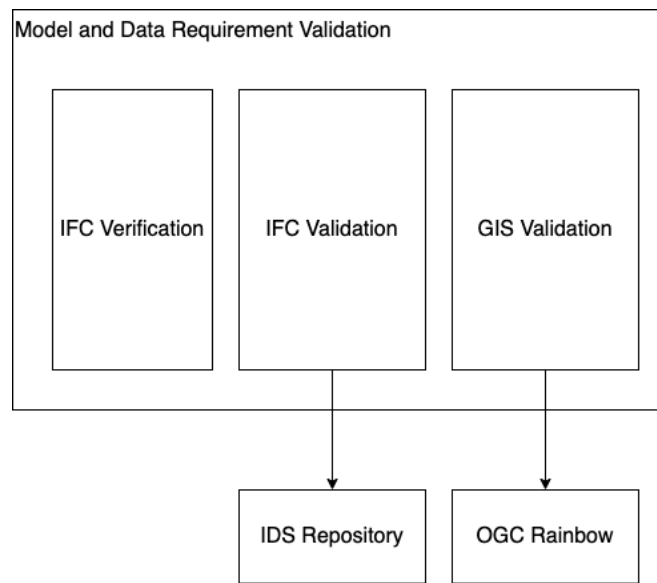 Model and Data Requirement Validation
IFC Verification
IFC Validation
GIS Validation
IDS Repository
OGC Rainbow